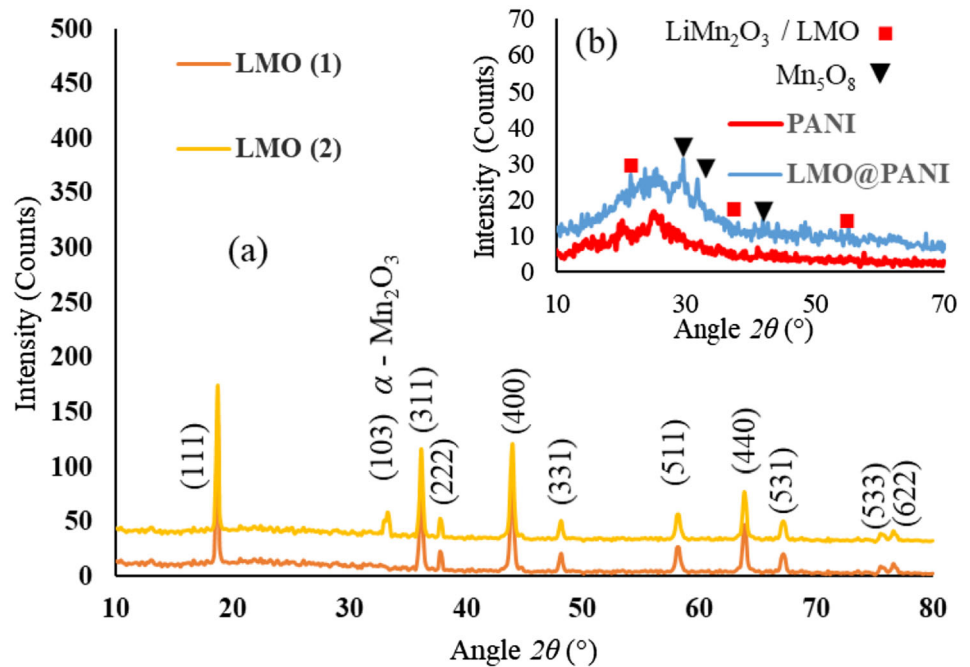 Intensity (Counts)
500
450
400
350
300
250
200
150
100
50
0
LMO (1)
LMO (2)
(a)
(111)
(103) α - Mn₂O₃
(311)
(222)
(400)
(331)
(511)
(440)
(531)
(533)
(622)
10 20 30 40 50 60 70 80
Angle 2θ (°)
Intensity (Counts)
70
60
50
40
30
20
10
0
(b)
LiMn₂O₃ / LMO
Mn₅O₈
PANI
LMO@PANI
10 30 50 70
Angle 2θ (°)